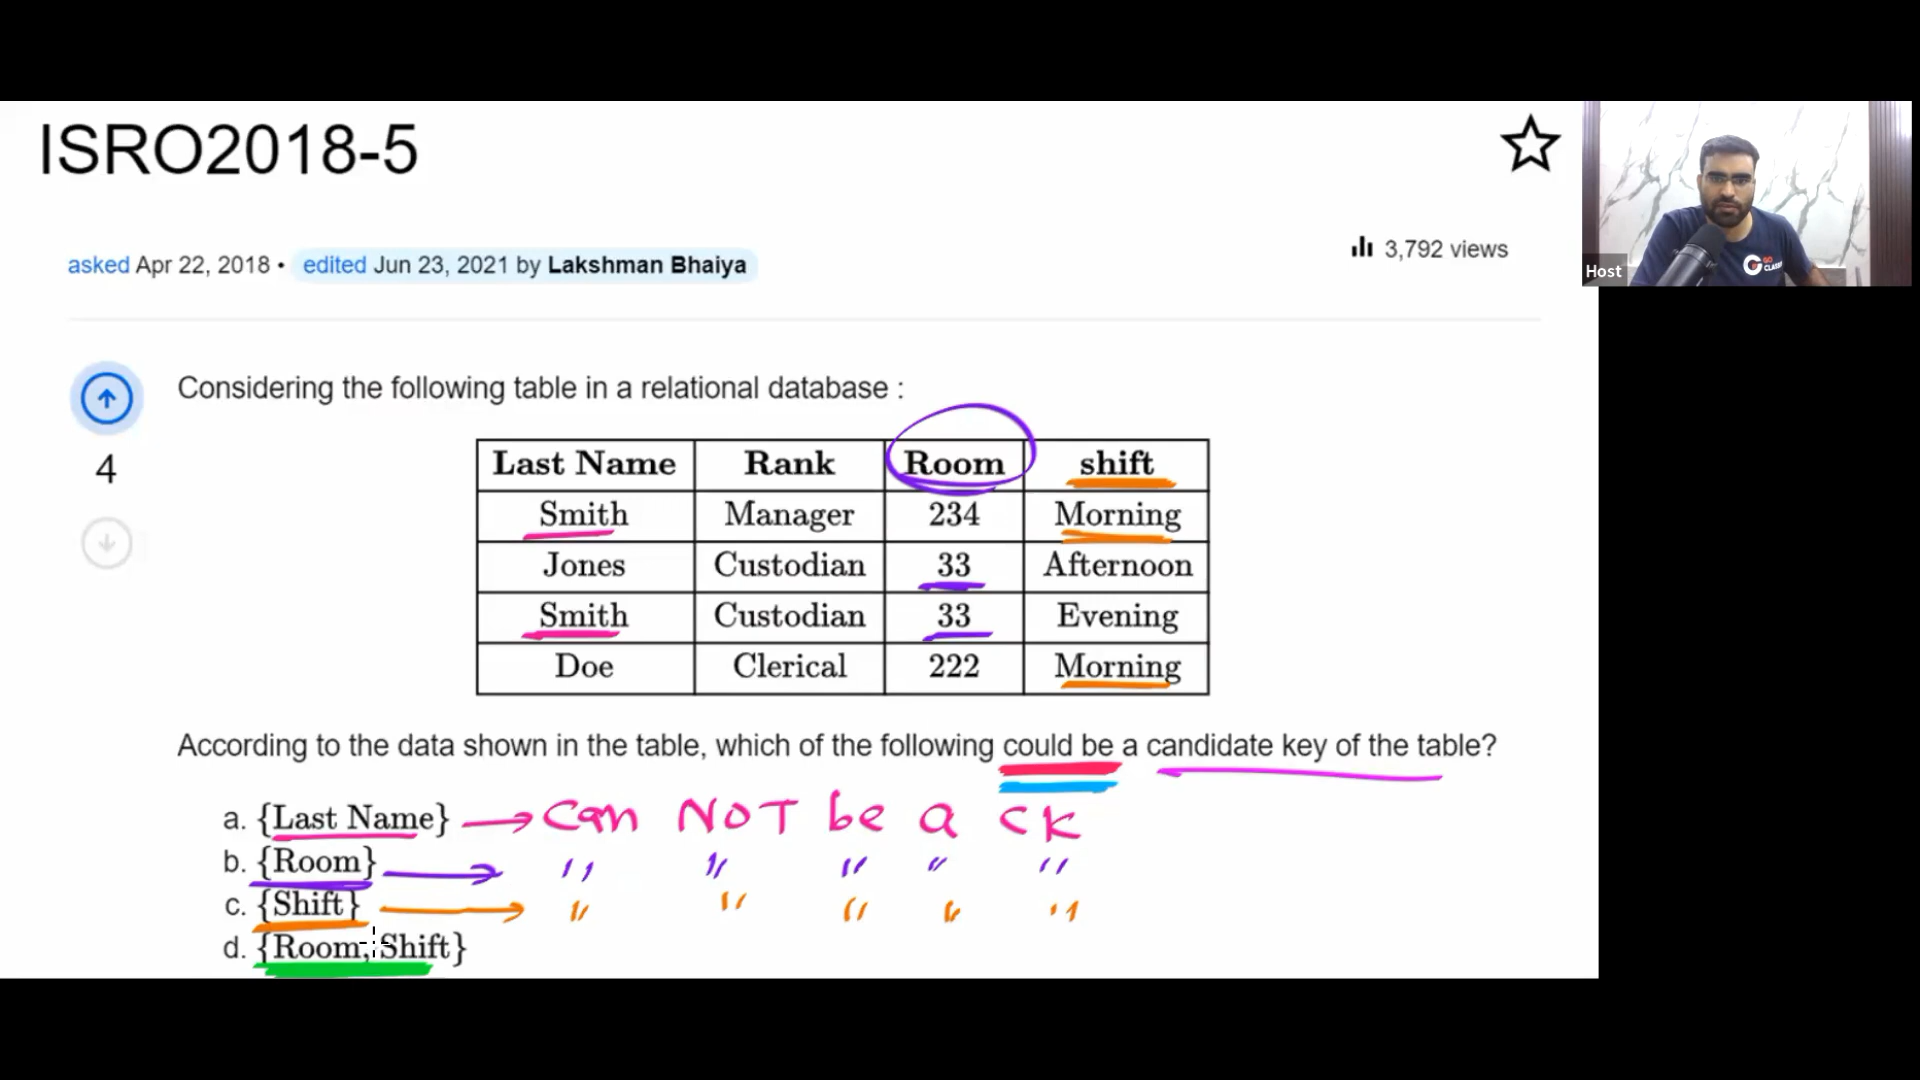 ISRO2018-5
asked Apr 22, 2018 • edited Jun 23, 2021 by Lakshman Bhaiya
3,792 views
Host
GO CLASSES
4
Considering the following table in a relational database :
Last Name Rank Room shift
Smith Manager 234 Morning
Jones Custodian 33 Afternoon
Smith Custodian 33 Evening
Doe Clerical 222 Morning
According to the data shown in the table, which of the following could be a candidate key of the table?
a. {Last Name} → Can NOT be a CK
b. {Room} → " " " " "
c. {Shift} → " " " " "
d. {Room, Shift}